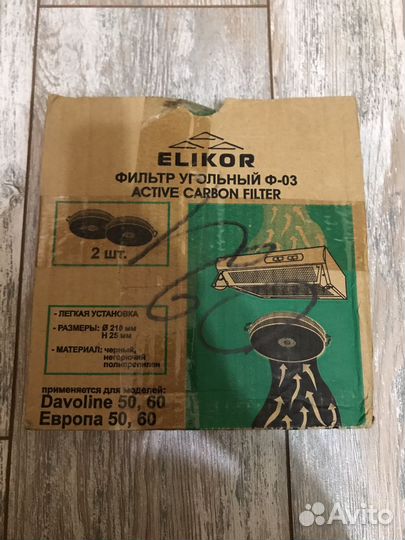 ELIKOR
ФИЛЬТР УГОЛЬНЫЙ Ф-03
ACTIVE CARBON FILTER
2 шт.
- ЛЕГКАЯ УСТАНОВКА
- РАЗМЕРЫ: Ø 210 мм
Н 25 мм
- МАТЕРИАЛ: черный,
негорючий
полипропилен
применяется для моделей:
Davoline 50, 60
Европа 50, 60
Avito